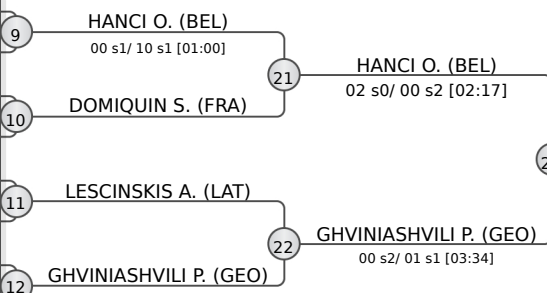 HANCI O. (BEL)
9
00 s1/ 10 s1 [01:00]
21
HANCI O. (BEL)
02 s0/ 00 s2 [02:17]
DOMIQUIN S. (FRA)
10
LESCINSKIS A. (LAT)
11
22
GHVINIASHVILI P. (GEO)
00 s2/ 01 s1 [03:34]
GHVINIASHVILI P. (GEO)
12